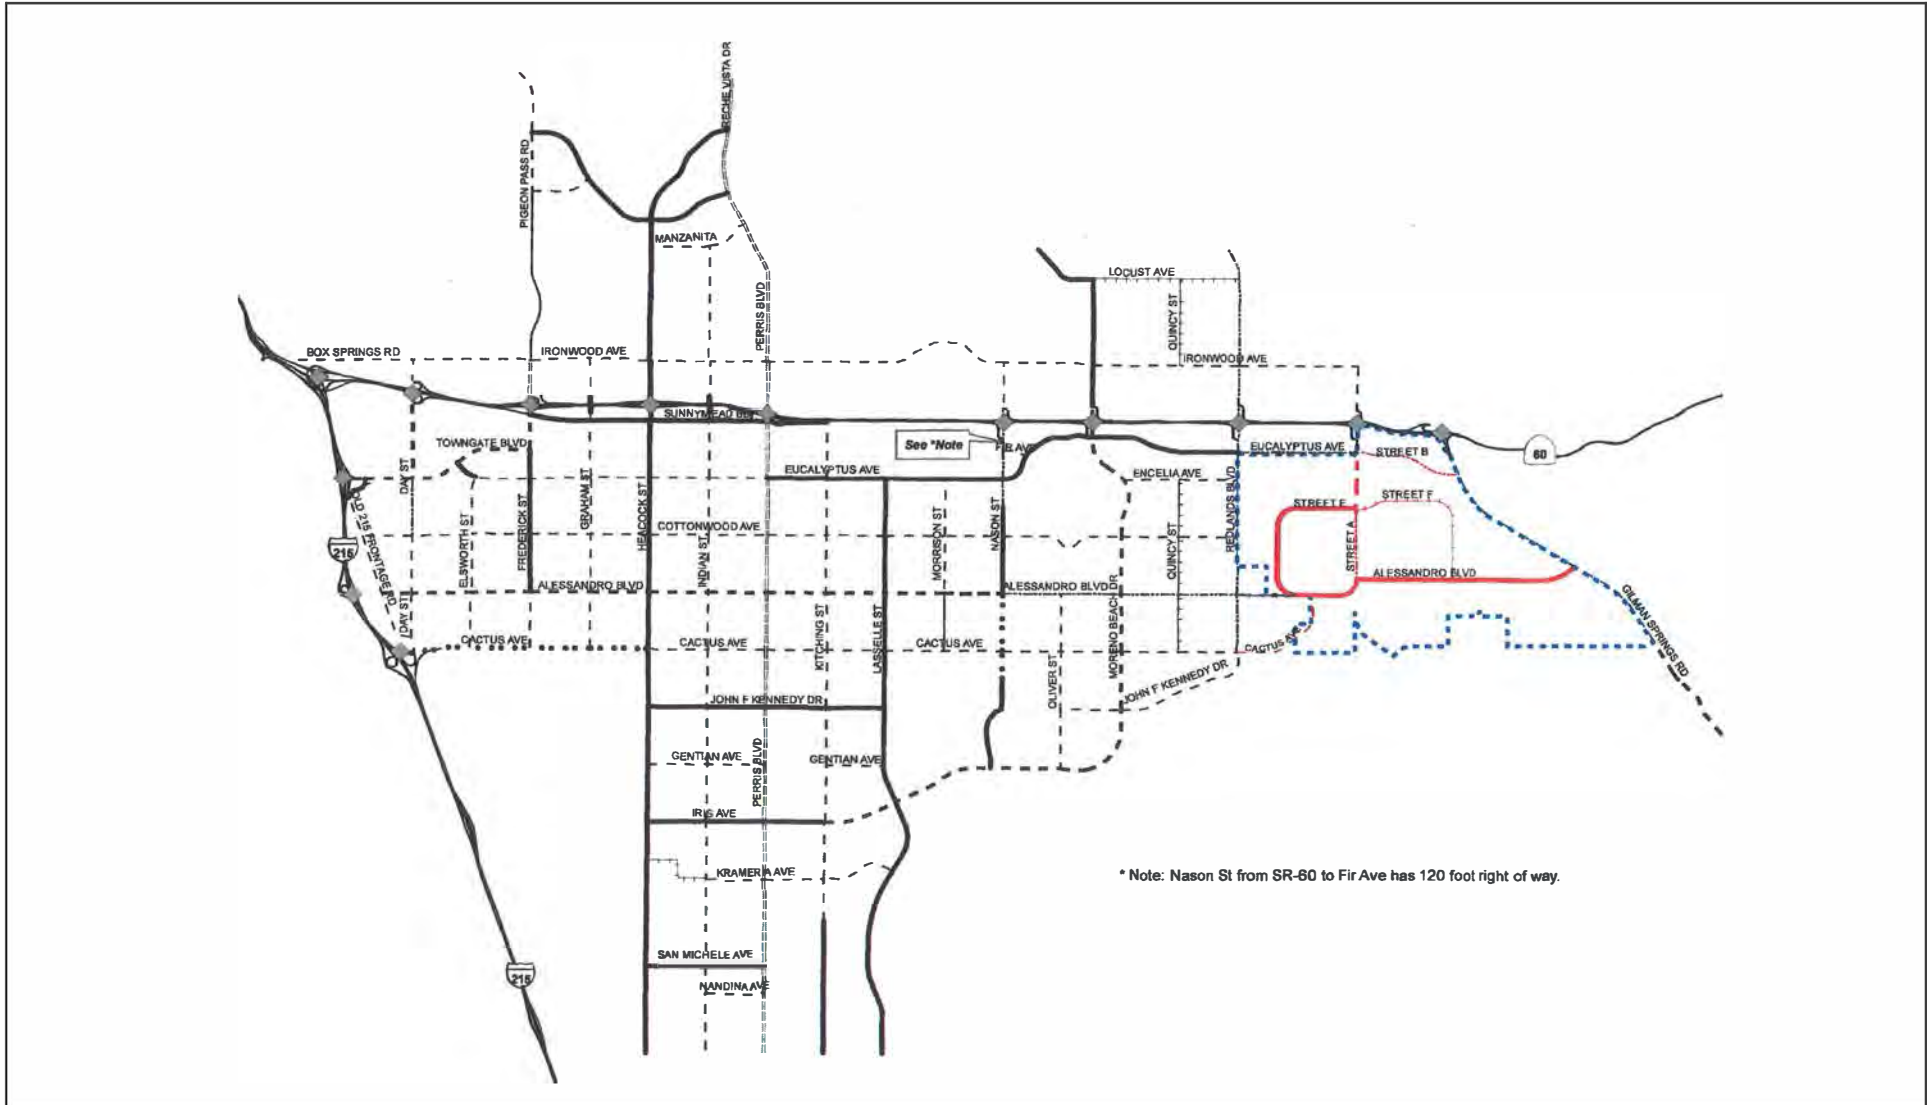 RECHE VISTA DR
PIGEON PASS RD
MANZANITA
LOCUST AVE
PERRIS BLVD
QUINCY ST
BOX SPRINGS RD
IRONWOOD AVE
IRONWOOD AVE
SUNNYMEAD
TOWNGATE BLVD
See *Note
FIR AVE
EUCALYPTUS AVE
STREET B
60
DAY ST
EUCALYPTUS AVE
ENCELIA AVE
REDLANDS BLVD
OLD 215 FRONTAGE RD
ELSWORTH ST
FREDERICK ST
GRAHAM ST
HEACOCK ST
COTTONWOOD AVE
INDIAN ST
MORRISON ST
NASON ST
QUINCY ST
STREET E
STREET F
STREET A
215
ALESSANDRO BLVD
ALESSANDRO BLVD
ALESSANDRO BLVD
DAY ST
CACTUS AVE
CACTUS AVE
KITCHING ST
LASSELLE ST
CACTUS AVE
OLIVER ST
MORENO BEACH DR
CACTUS AVE
GILMAN SPRINGS RD
JOHN F KENNEDY DR
JOHN F KENNEDY DR
GENTIAN AVE
PERRIS BLVD
GENTIAN AVE
IRIS AVE
KRAMERIA AVE
* Note: Nason St from SR-60 to Fir Ave has 120 foot right of way.
SAN MICHELE AVE
215
NANDINA AVE